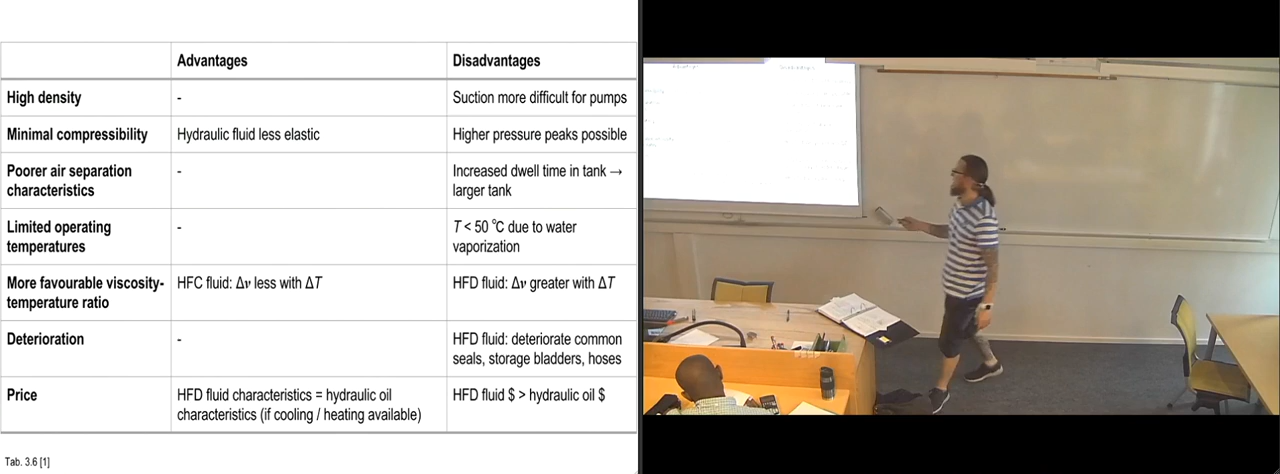 Advantages Disadvantages
High density - Suction more difficult for pumps
Minimal compressibility Hydraulic fluid less elastic Higher pressure peaks possible
Poorer air separation - Increased dwell time in tank →
characteristics larger tank
Limited operating - T < 50 °C due to water
temperatures vaporization
More favourable viscosity- HFC fluid: Δν less with ΔT HFD fluid: Δν greater with ΔT
temperature ratio
Deterioration - HFD fluid: deteriorate common
seals, storage bladders, hoses
Price HFD fluid characteristics = hydraulic oil HFD fluid $ > hydraulic oil $
characteristics (if cooling / heating available)
Tab. 3.6 [1]